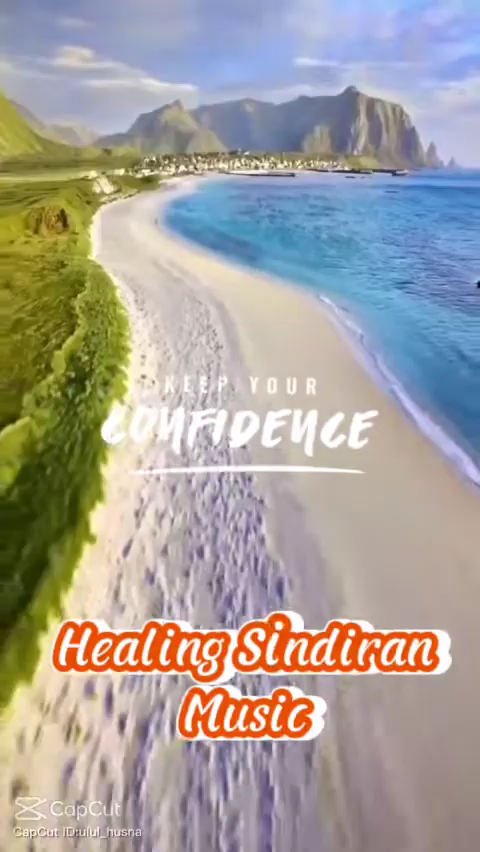 KEEP YOUR
CONFIDENCE
Healing Sindiran
Music
CapCut
CapCut ID:ulul_husna